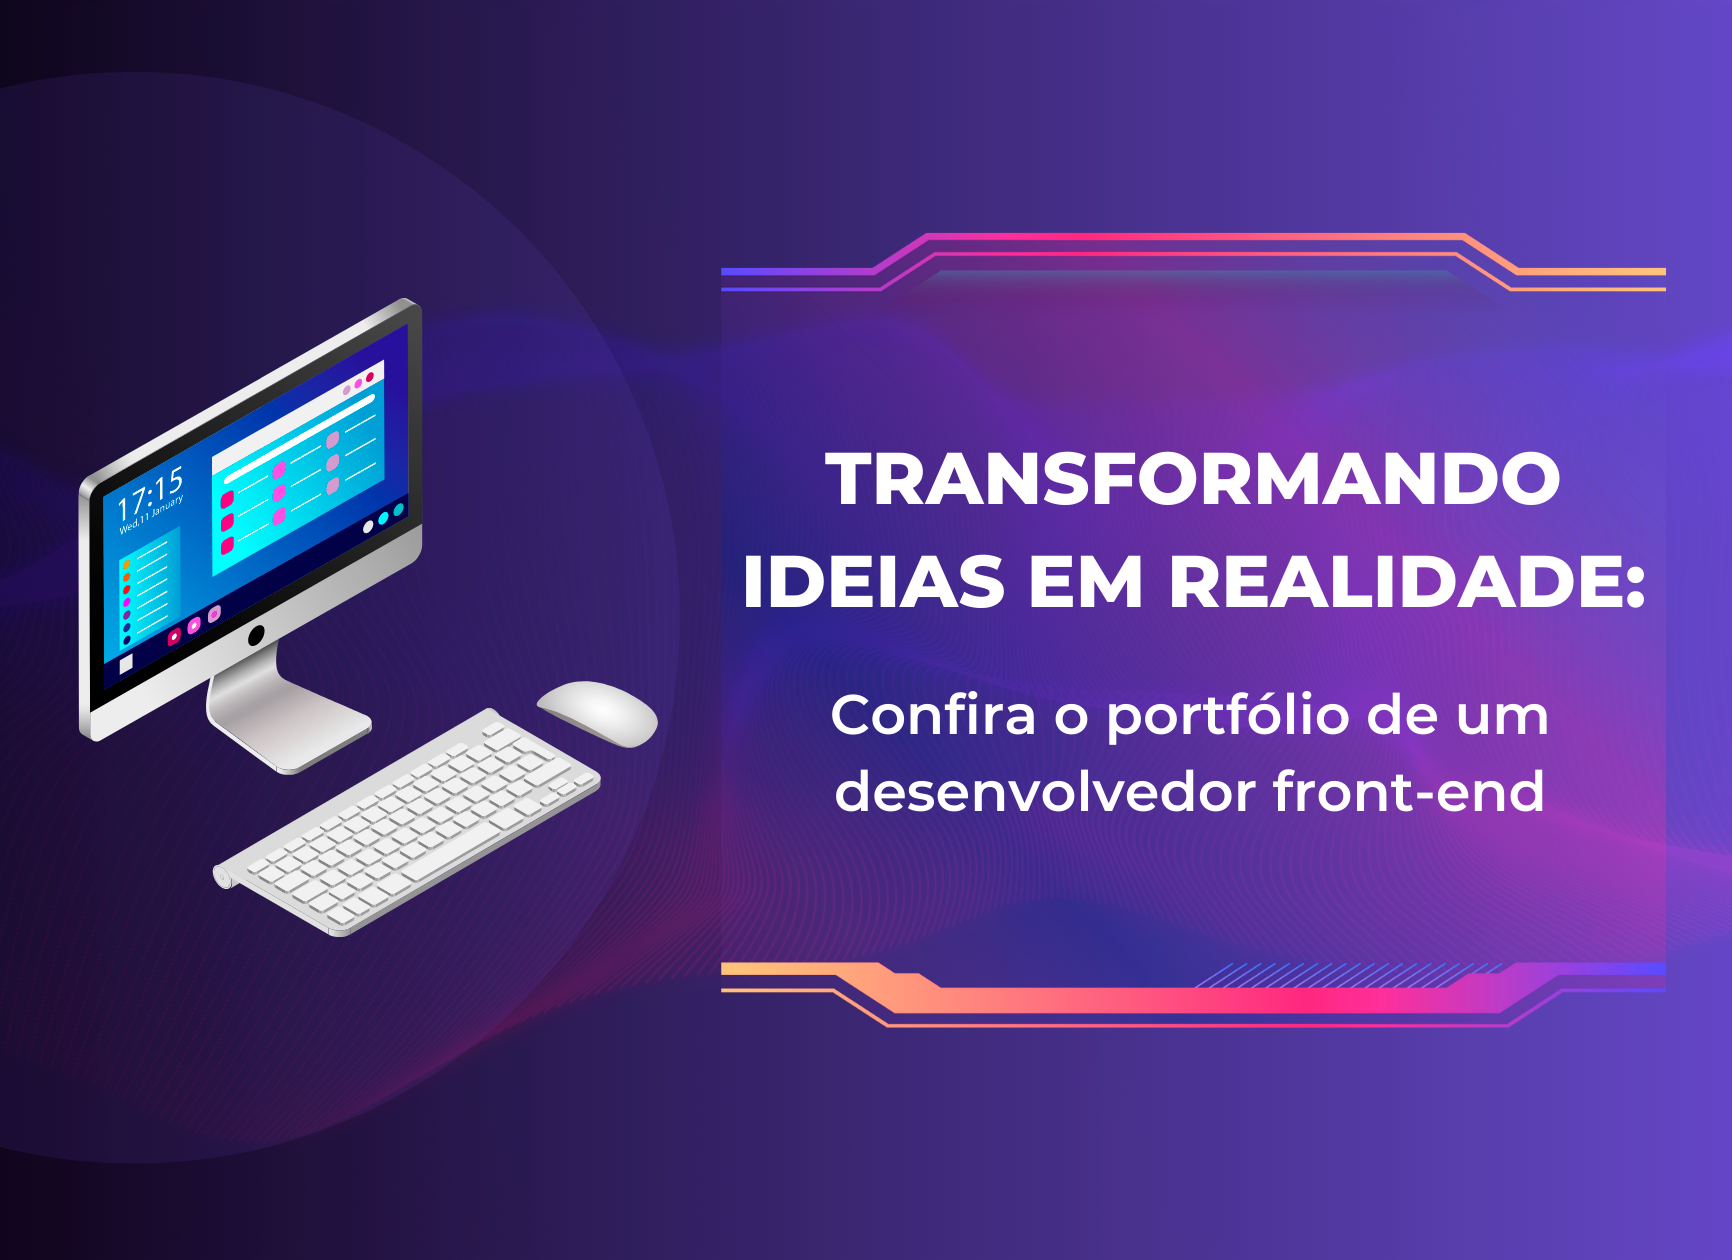 17:15
Wed,11 January
TRANSFORMANDO
IDEIAS EM REALIDADE:
Confira o portfólio de um
desenvolvedor front-end